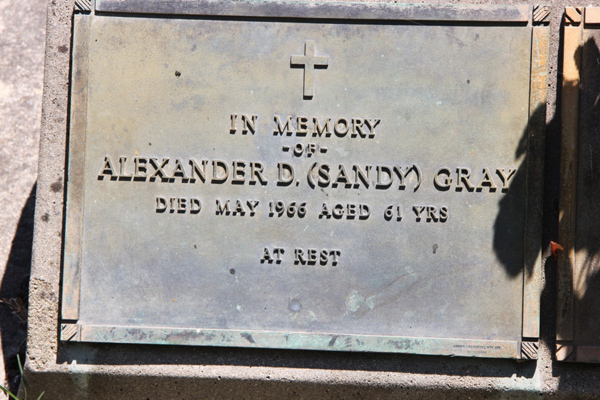 IN MEMORY
-OF-
ALEXANDER D. (SANDY) GRAY
DIED MAY 1966 AGED 61 YRS
AT REST